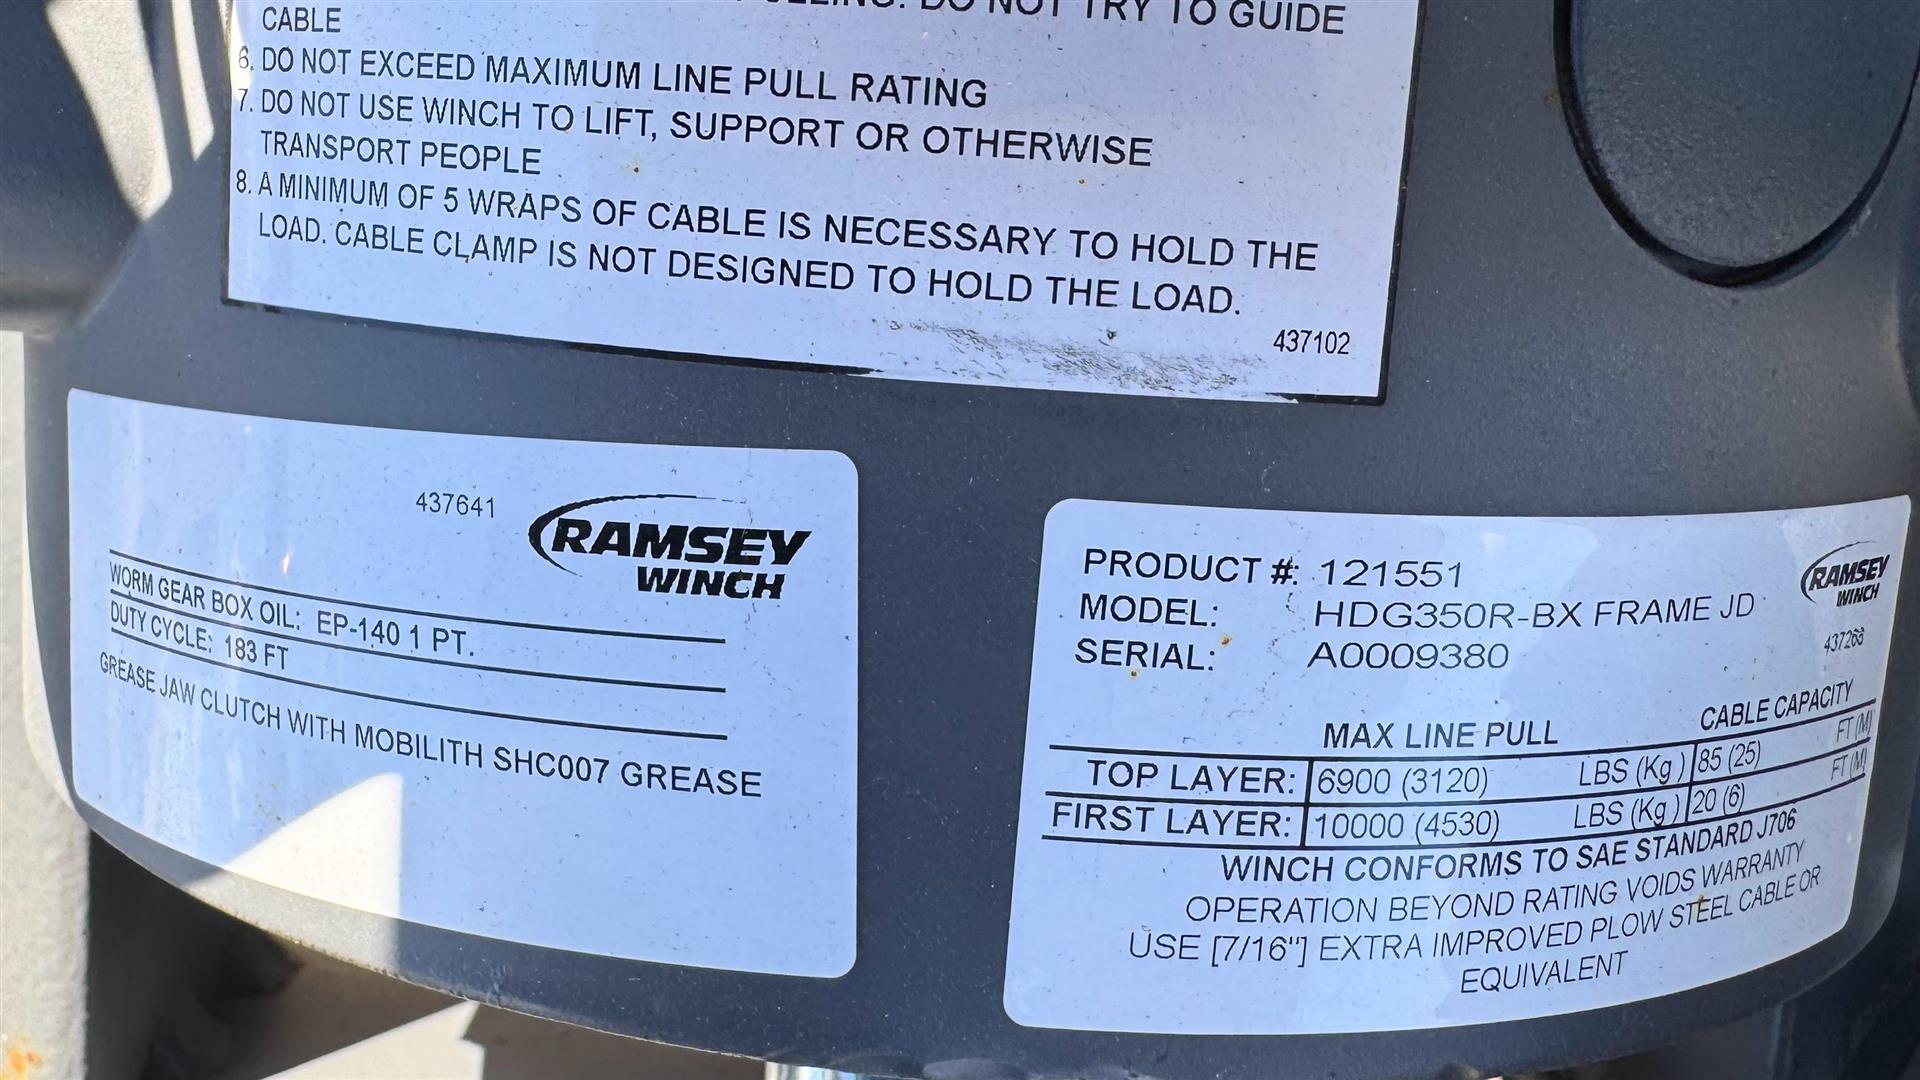 DO NOT TRY TO GUIDE
CABLE
6. DO NOT EXCEED MAXIMUM LINE PULL RATING
7. DO NOT USE WINCH TO LIFT, SUPPORT OR OTHERWISE
TRANSPORT PEOPLE
8. A MINIMUM OF 5 WRAPS OF CABLE IS NECESSARY TO HOLD THE
LOAD. CABLE CLAMP IS NOT DESIGNED TO HOLD THE LOAD.
437102
437641
RAMSEY
WINCH
WORM GEAR BOX OIL: EP-140 1 PT.
DUTY CYCLE: 183 FT
GREASE JAW CLUTCH WITH MOBILITH SHC007 GREASE
PRODUCT #: 121551
MODEL: HDG350R-BX FRAME JD
SERIAL: A0009380
RAMSEY
WINCH
MAX LINE PULL CABLE CAPACITY
TOP LAYER: 6900 (3120) LBS (Kg) 85 (25) FT (M)
FIRST LAYER: 10000 (4530) LBS (Kg) 20 (6) FT (M)
WINCH CONFORMS TO SAE STANDARD J706
OPERATION BEYOND RATING VOIDS WARRANTY
USE [7/16"] EXTRA IMPROVED PLOW STEEL CABLE OR
EQUIVALENT